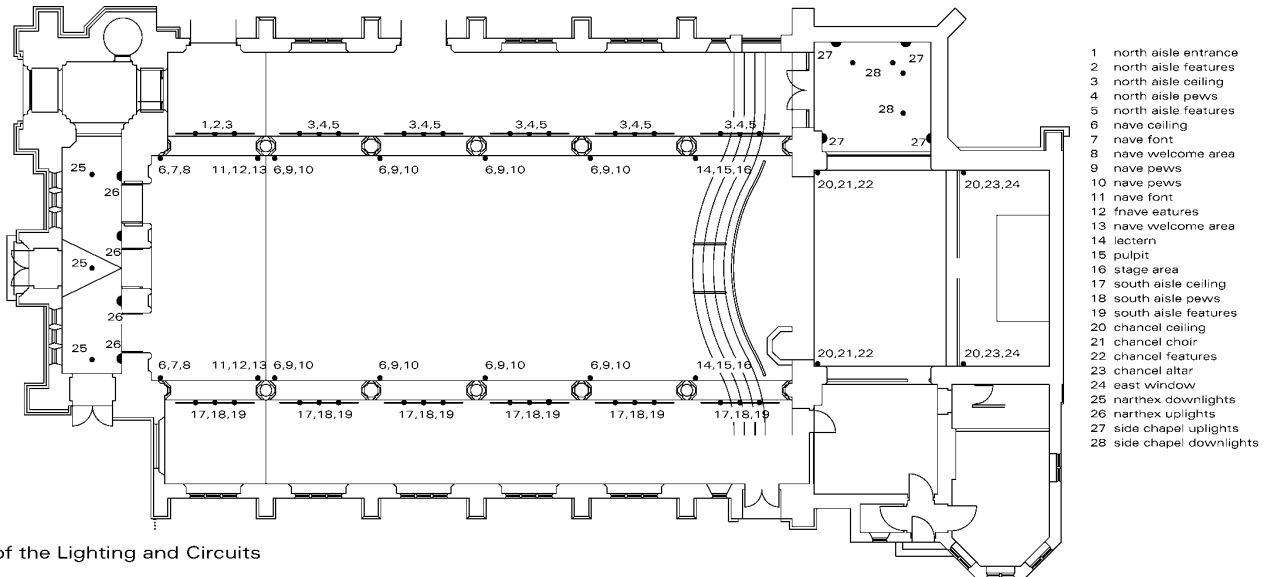 27
27
28
28
1,2,3
3,4,5
3,4,5
3,4,5
3,4,5
3,4,5
27
27
25
26
6,7,8
11,12,13
6,9,10
6,9,10
6,9,10
6,9,10
14,15,16
20,21,22
20,23,24
26
25
26
25
26
6,7,8
11,12,13
6,9,10
6,9,10
6,9,10
6,9,10
14,15,16
20,21,22
20,23,24
17,18,19
17,18,19
17,18,19
17,18,19
17,18,19
17,18,19
1 north aisle entrance
2 north aisle features
3 north aisle ceiling
4 north aisle pews
5 north aisle features
6 nave ceiling
7 nave font
8 nave welcome area
9 nave pews
10 nave pews
11 nave font
12 fnave eatures
13 nave welcome area
14 lectern
15 pulpit
16 stage area
17 south aisle ceiling
18 south aisle pews
19 south aisle features
20 chancel ceiling
21 chancel choir
22 chancel features
23 chancel altar
24 east window
25 narthex downlights
26 narthex uplights
27 side chapel uplights
28 side chapel downlights
of the Lighting and Circuits